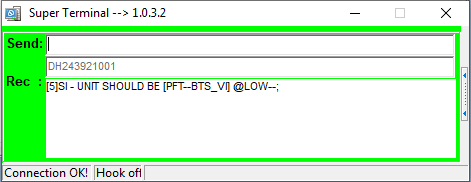 Super Terminal --> 1.0.3.2
Send:
DH243921001
Rec :
[5]SI - UNIT SHOULD BE [PFT--BTS_VI] @LOW--;
Connection OK! Hook off